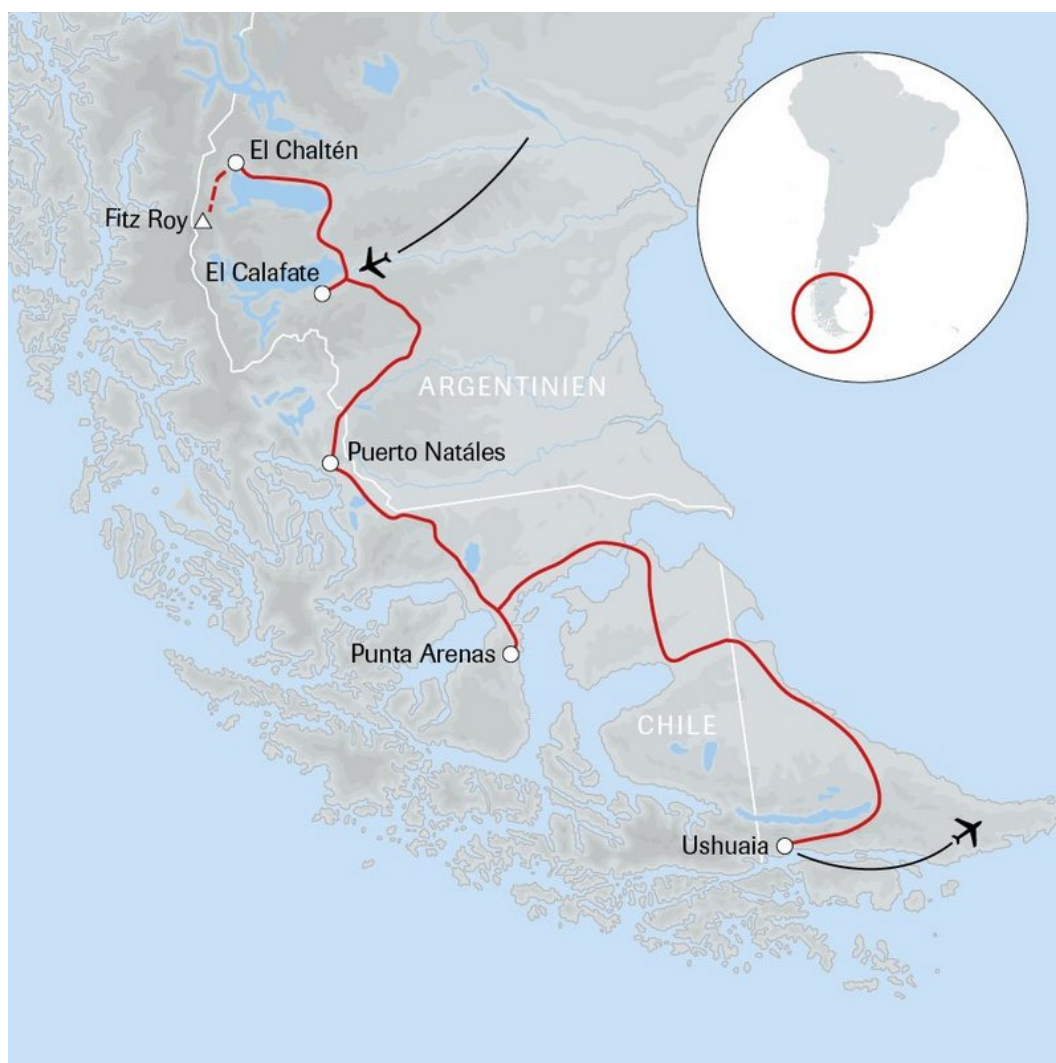 El Chaltén
Fitz Roy
El Calafate
ARGENTINIEN
Puerto Natáles
Punta Arenas
CHILE
Ushuaia